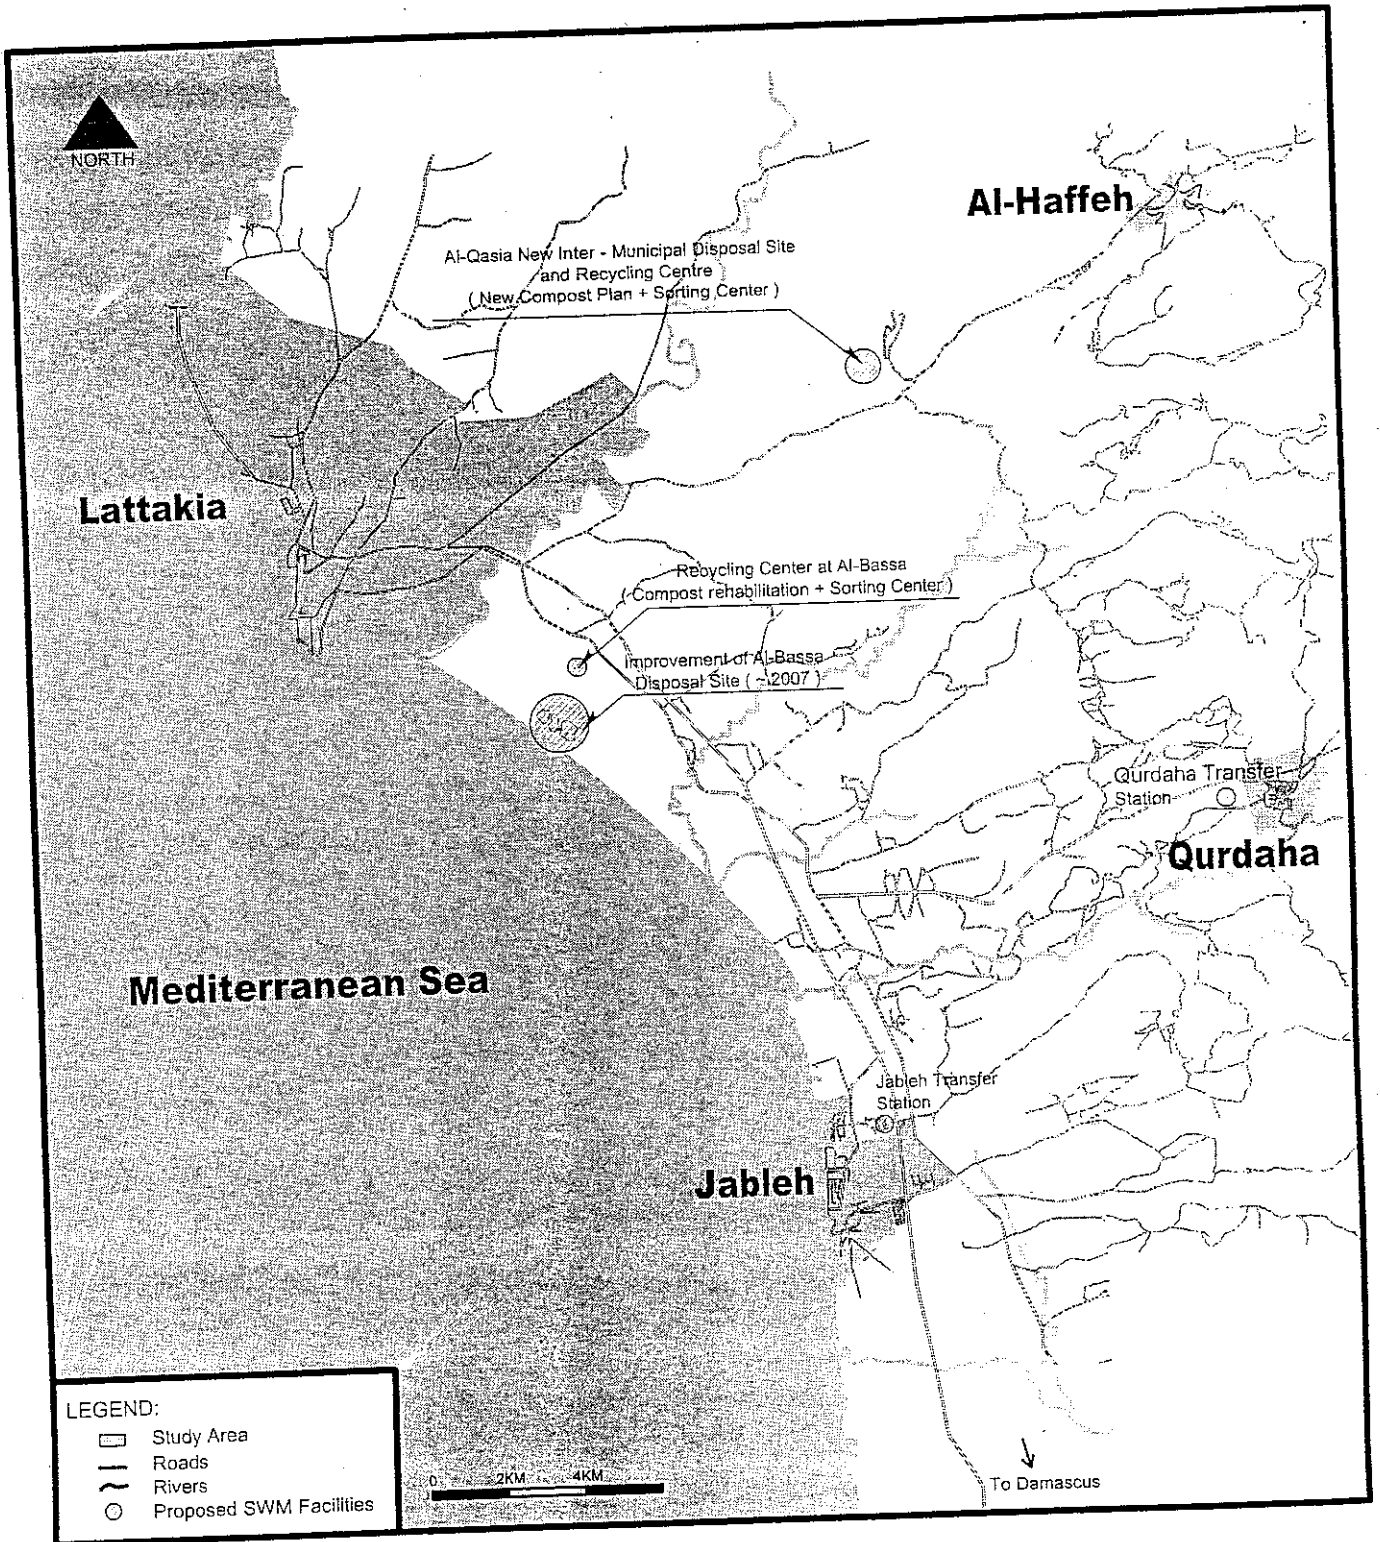 NORTH
Al-Haffeh
Al-Qasia New Inter - Municipal Disposal Site
and Recycling Centre
( New Compost Plan + Sorting Center )
Lattakia
Recycling Center at Al-Bassa
( Compost rehabilitation + Sorting Center )
Improvement of Al-Bassa
Disposal Site ( ~ 2007 )
Qurdaha Transfer
Station
Qurdaha
Mediterranean Sea
Jableh Transfer
Station
Jableh
LEGEND:
Study Area
Roads
Rivers
Proposed SWM Facilities
0 2KM 4KM
To Damascus